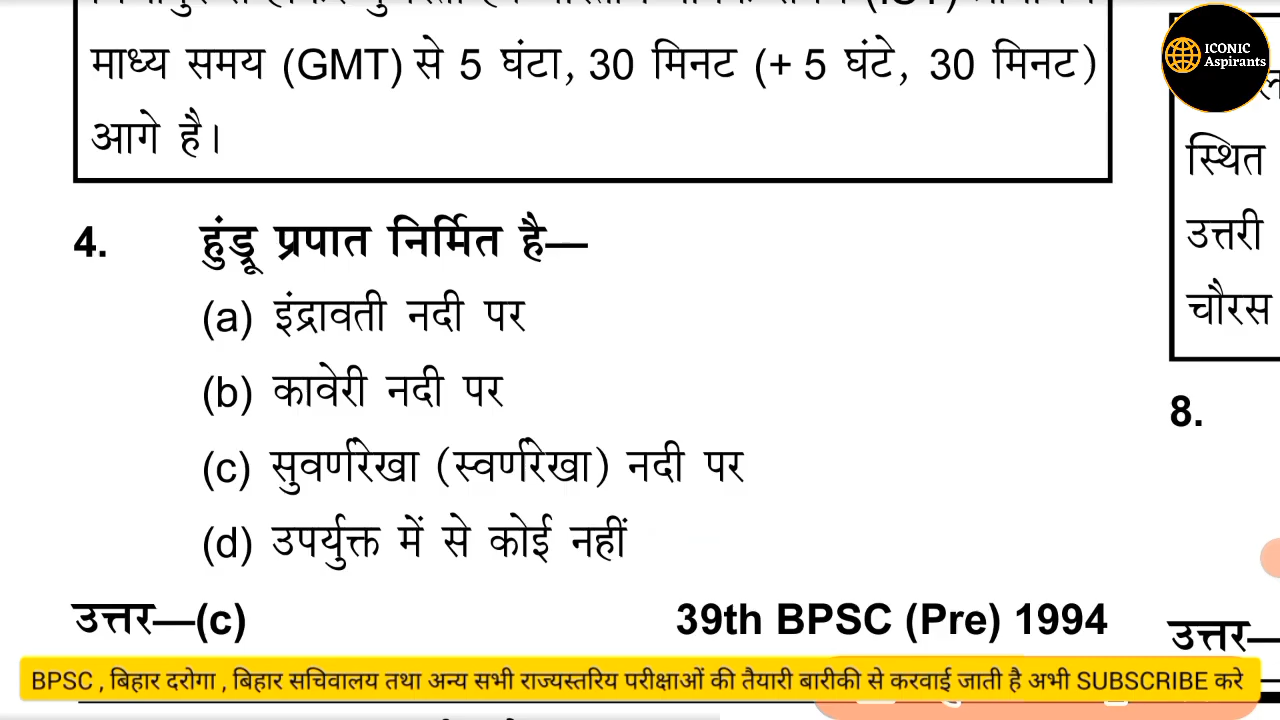 माध्य समय (GMT) से 5 घंटा, 30 मिनट (+ 5 घंटे, 30 मिनट)
आगे है।
4. हुंड्रू प्रपात निर्मित है—
(a) इंद्रावती नदी पर
(b) कावेरी नदी पर
(c) सुवर्णरेखा (स्वर्णरेखा) नदी पर
(d) उपर्युक्त में से कोई नहीं
उत्तर—(c) 39th BPSC (Pre) 1994
ICONIC
Aspirants
स्थित
उत्तरी
चौरस
8.
उत्तर—
BPSC , बिहार दरोगा , बिहार सचिवालय तथा अन्य सभी राज्यस्तरिय परीक्षाओं की तैयारी बारीकी से करवाई जाती है अभी SUBSCRIBE करे